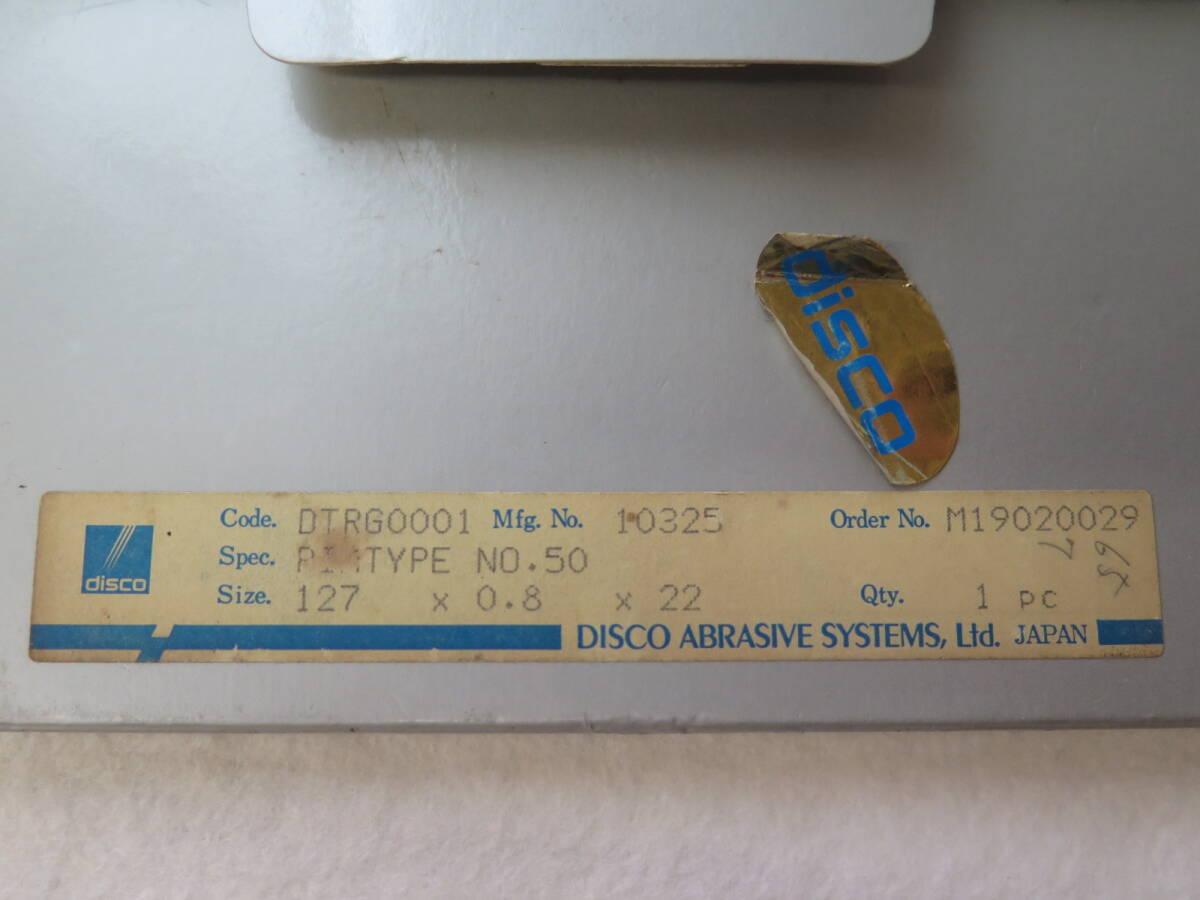 disco
disco
Code. DTRG0001 Mfg. No. 10325 Order No. M19020029
Spec. RIMTYPE NO.50
Size. 127 x 0.8 x 22 Qty. 1 pc
DISCO ABRASIVE SYSTEMS, Ltd. JAPAN